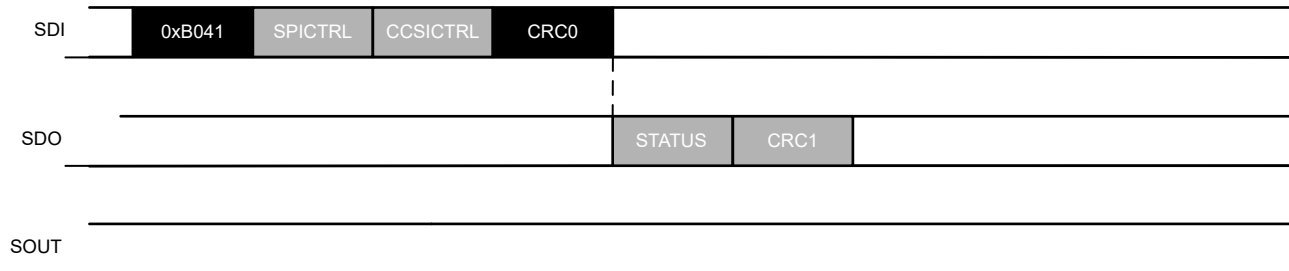 SDI 0xB041 SPICTRL CCSICTRL CRC0
SDO STATUS CRC1
SOUT